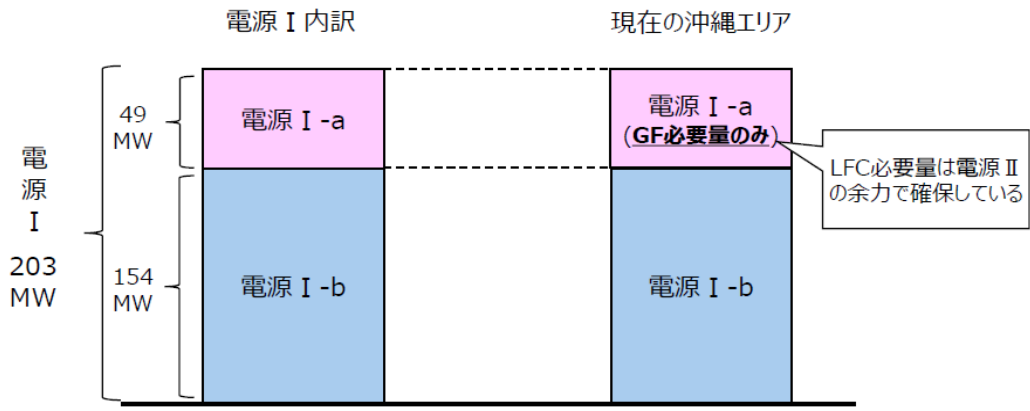 電源Ⅰ内訳
現在の沖縄エリア
電
源
Ⅰ
203
MW
49
MW
154
MW
電源Ⅰ-a
電源Ⅰ-b
電源Ⅰ-a
(GF必要量のみ)
電源Ⅰ-b
LFC必要量は電源Ⅱ
の余力で確保している